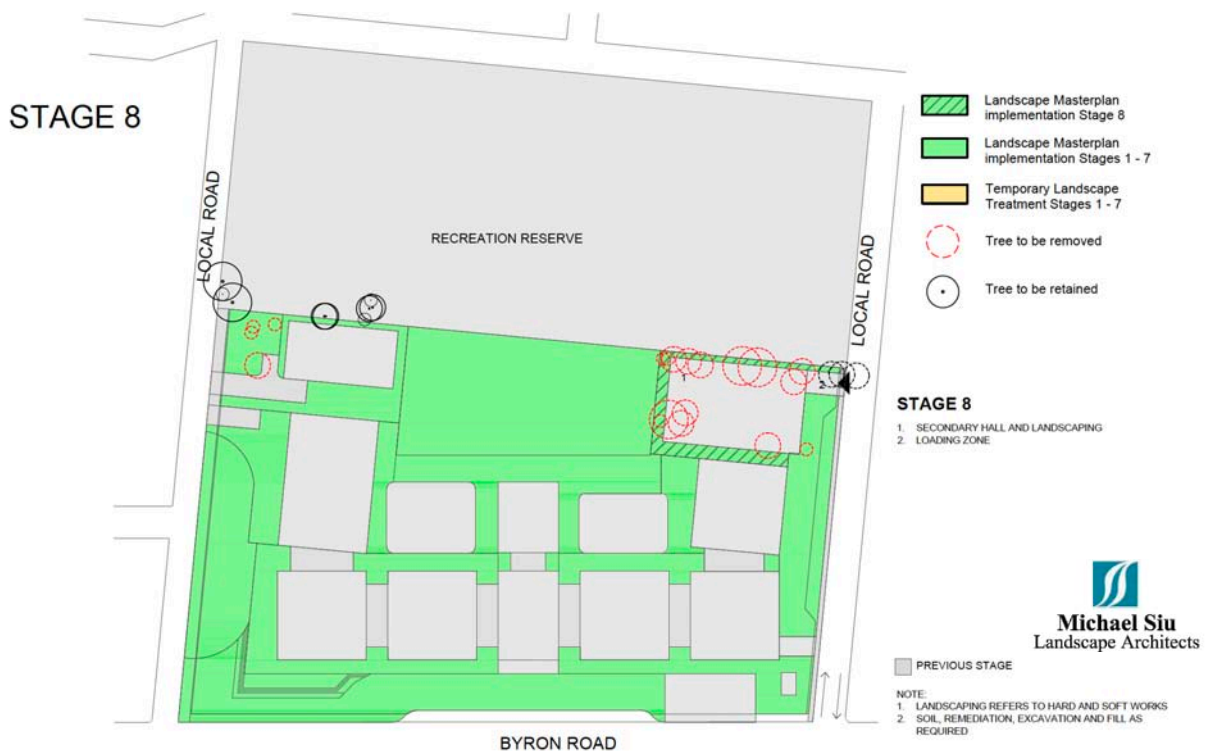 STAGE 8
LOCAL ROAD
RECREATION RESERVE
LOCAL ROAD
1
2
Landscape Masterplan
implementation Stage 8
Landscape Masterplan
implementation Stages 1 - 7
Temporary Landscape
Treatment Stages 1 - 7
Tree to be removed
Tree to be retained
STAGE 8
1. SECONDARY HALL AND LANDSCAPING
2. LOADING ZONE
Michael Siu
Landscape Architects
PREVIOUS STAGE
NOTE:
1. LANDSCAPING REFERS TO HARD AND SOFT WORKS
2. SOIL, REMEDIATION, EXCAVATION AND FILL AS
REQUIRED
BYRON ROAD